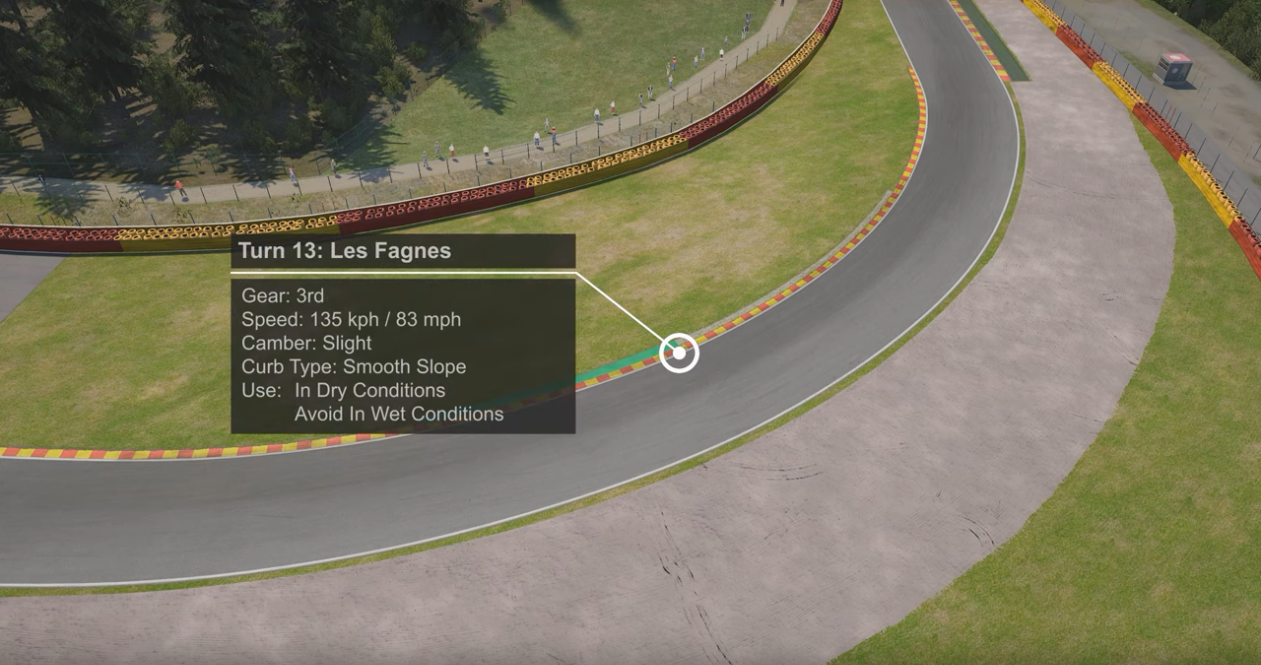 Turn 13: Les Fagnes
Gear: 3rd
Speed: 135 kph / 83 mph
Camber: Slight
Curb Type: Smooth Slope
Use: In Dry Conditions
Avoid In Wet Conditions